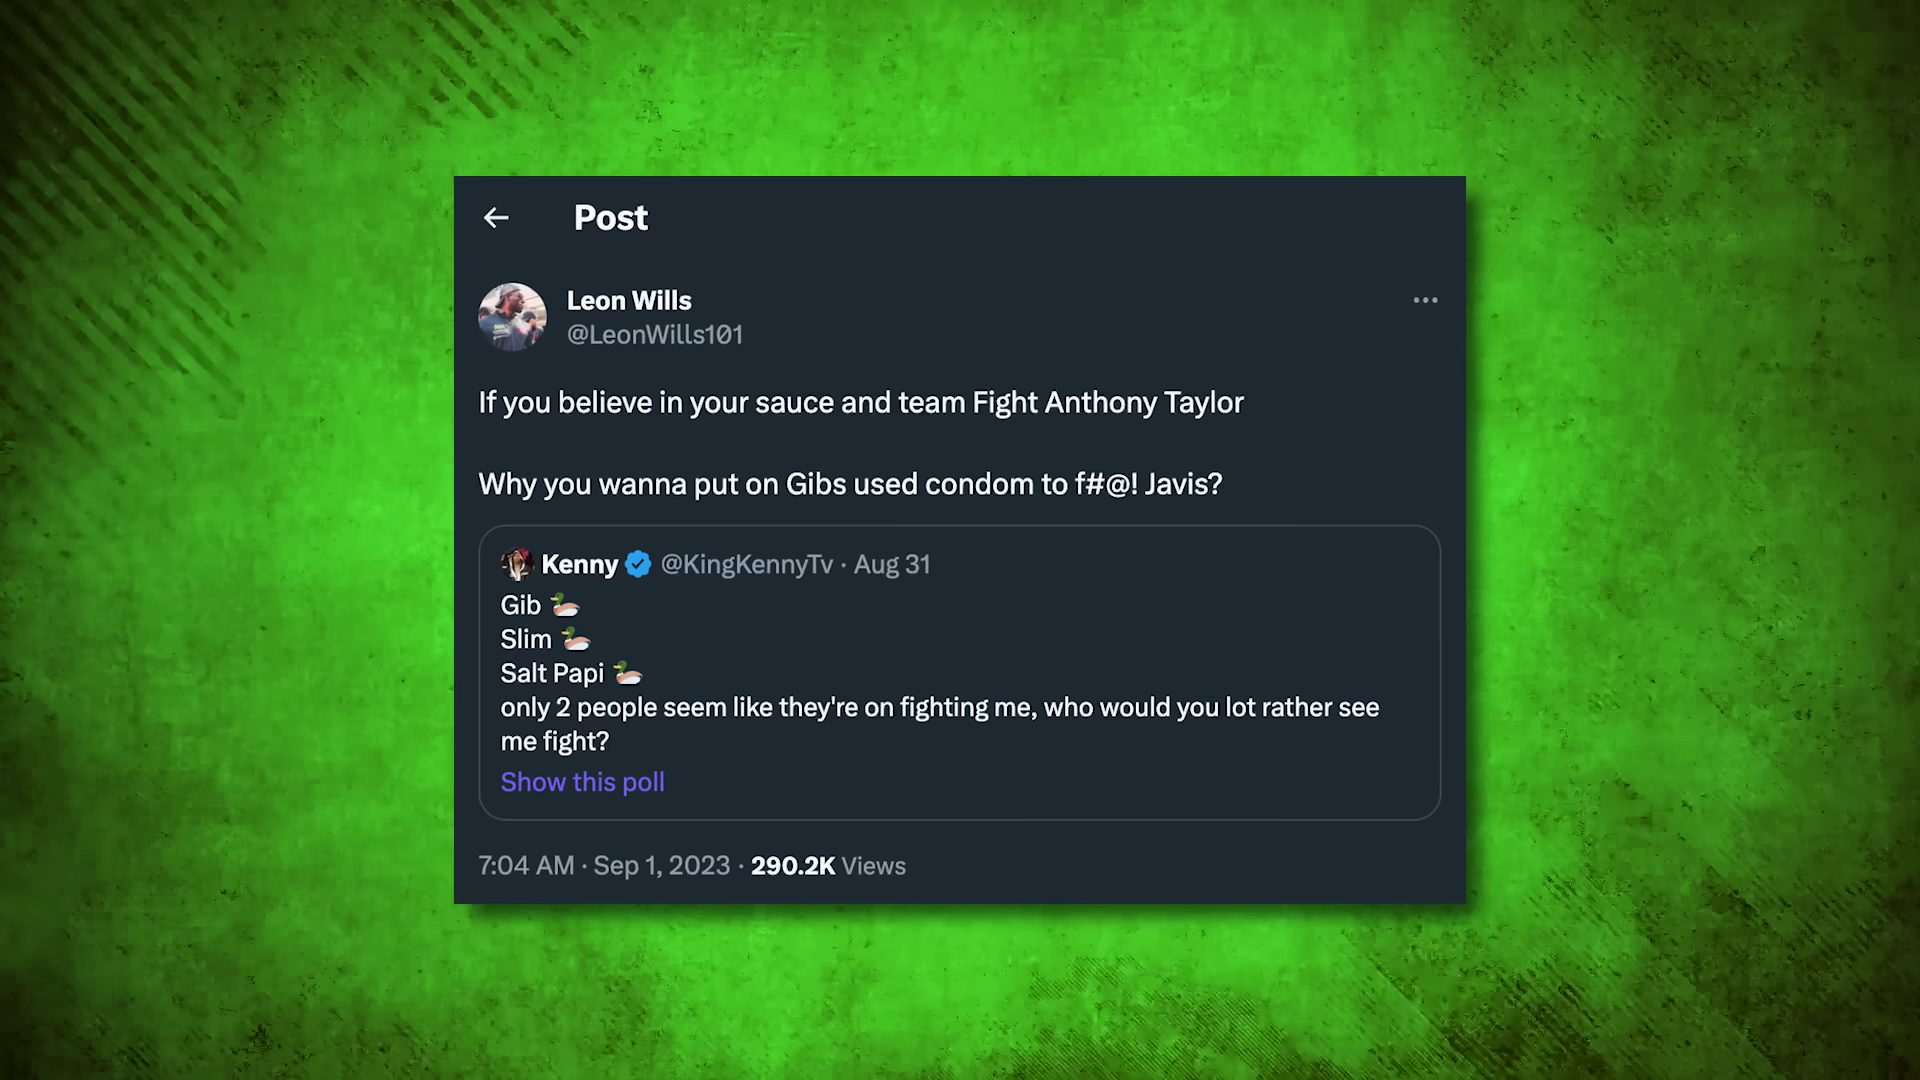 Post
Leon Wills
@LeonWills101
If you believe in your sauce and team Fight Anthony Taylor
Why you wanna put on Gibs used condom to f#@! Javis?
Kenny @KingKennyTv · Aug 31
Gib 🦆
Slim 🦆
Salt Papi 🦆
only 2 people seem like they're on fighting me, who would you lot rather see
me fight?
Show this poll
7:04 AM · Sep 1, 2023 · 290.2K Views